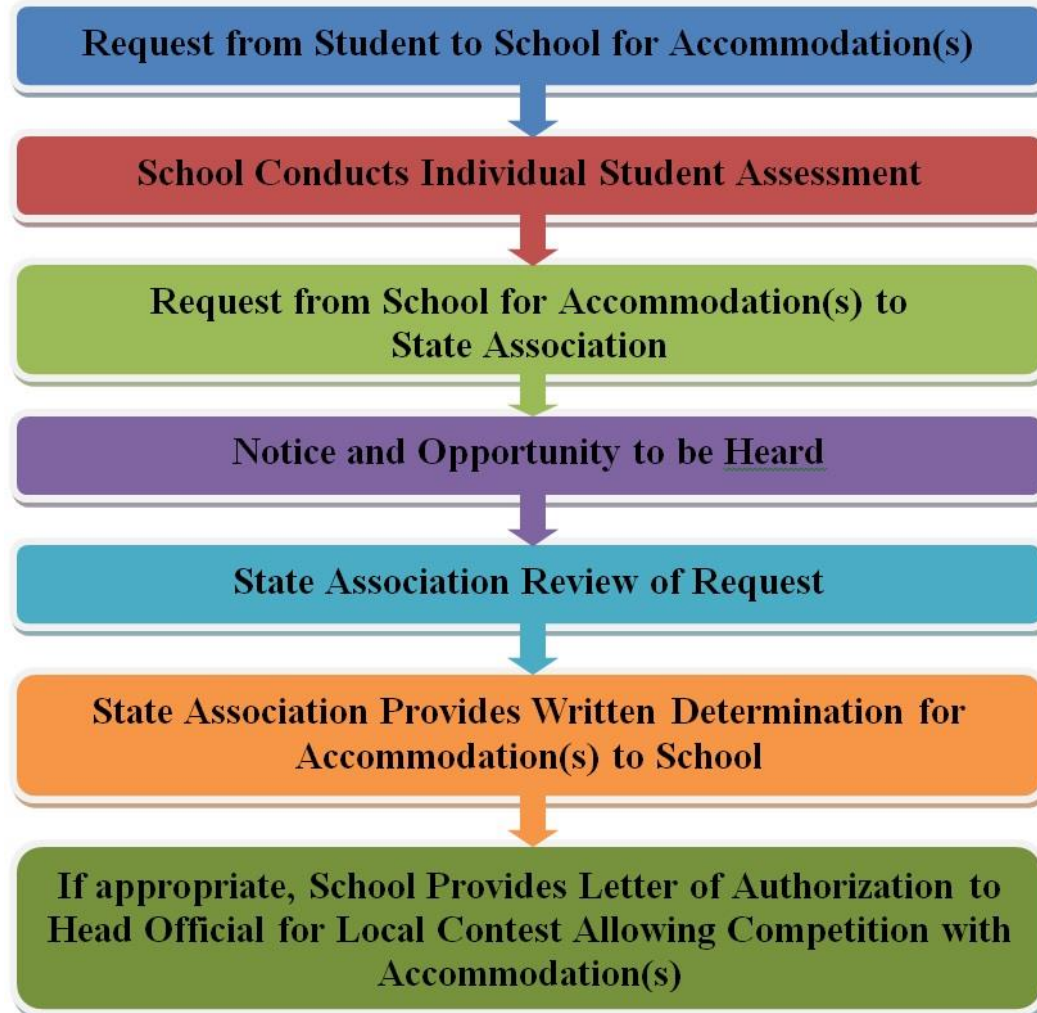 Request from Student to School for Accommodation(s)
School Conducts Individual Student Assessment
Request from School for Accommodation(s) to
State Association
Notice and Opportunity to be Heard
State Association Review of Request
State Association Provides Written Determination for
Accommodation(s) to School
If appropriate, School Provides Letter of Authorization to
Head Official for Local Contest Allowing Competition with
Accommodation(s)